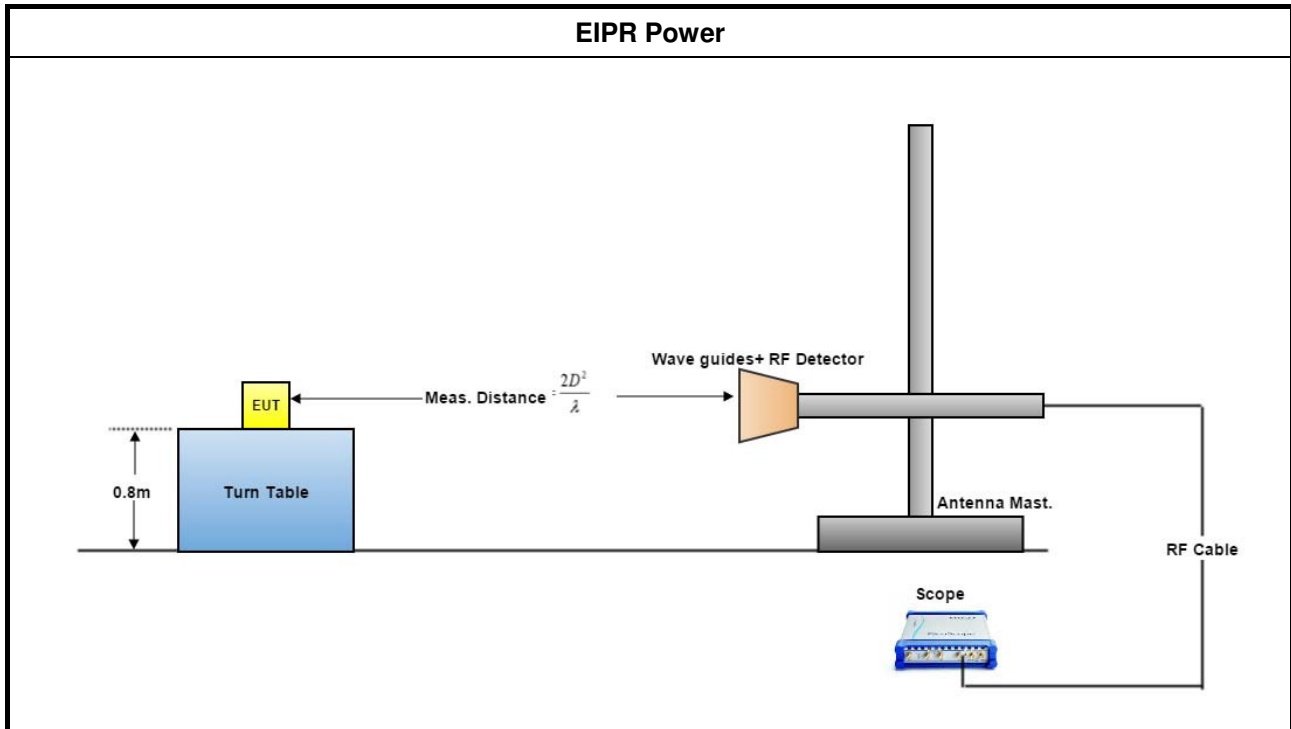 EIPR Power
Wave guides+ RF Detector
Meas. Distance = 2D²/λ
EUT
0.8m
Turn Table
Antenna Mast.
RF Cable
Scope